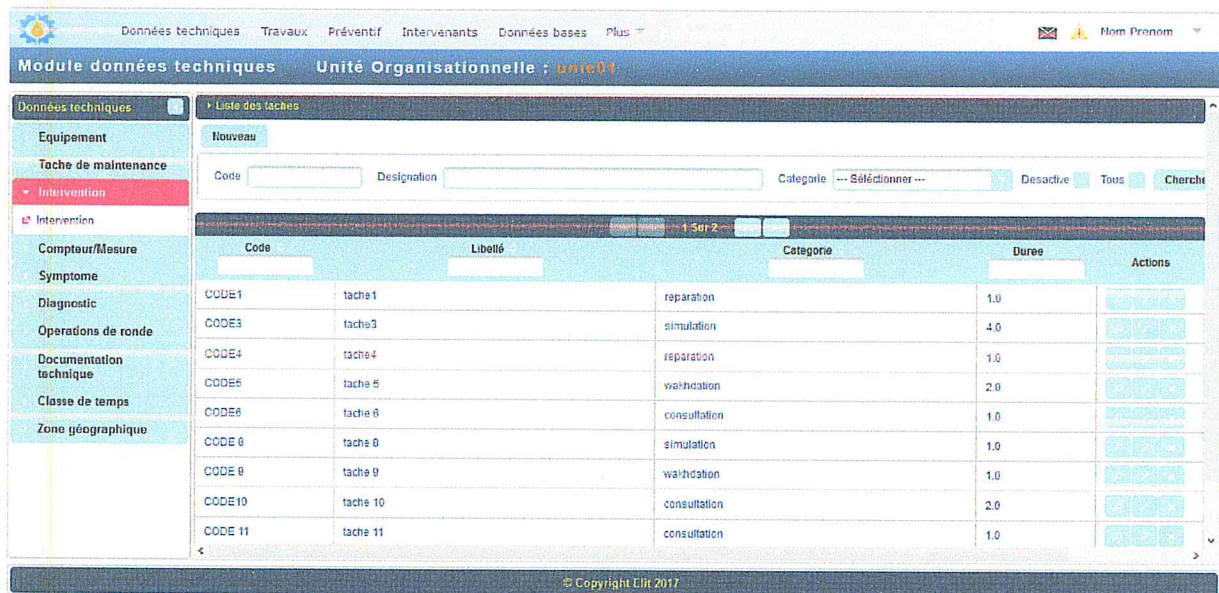 Données techniques Travaux Préventif Intervenants Données bases Plus Nom Prenom
Module données techniques Unité Organisationnelle : unie01
Données techniques
Equipement
Tache de maintenance
Intervention
Intervention
Compteur/Mesure
Symptome
Diagnostic
Operations de ronde
Documentation
technique
Classe de temps
Zone géographique
Liste des taches
Nouveau
Code Designation Categorie --- Séléctionner --- Desactive Tous Cherche
1 Sur 2
Code Libellé Categorie Duree Actions
CODE1 tache1 reparation 1.0
CODE3 tache3 simulation 4.0
CODE4 tache4 reparation 1.0
CODE5 tache 5 wakhdation 2.0
CODE6 tache 6 consultation 1.0
CODE 8 tache 8 simulation 1.0
CODE 9 tache 9 wakhdation 1.0
CODE10 tache 10 consultation 2.0
CODE 11 tache 11 consultation 1.0
© Copyright Elit 2017